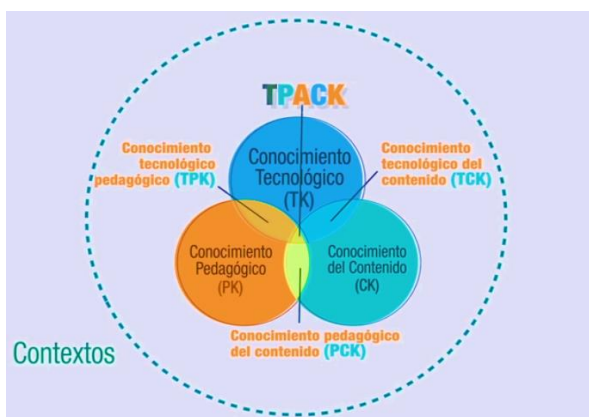 TPACK
Conocimiento
tecnológico
pedagógico (TPK)
Conocimiento
Tecnológico
(TK)
Conocimiento
tecnológico del
contenido (TCK)
Conocimiento
Pedagógico
(PK)
Conocimiento
del Contenido
(CK)
Conocimiento pedagógico
del contenido (PCK)
Contextos